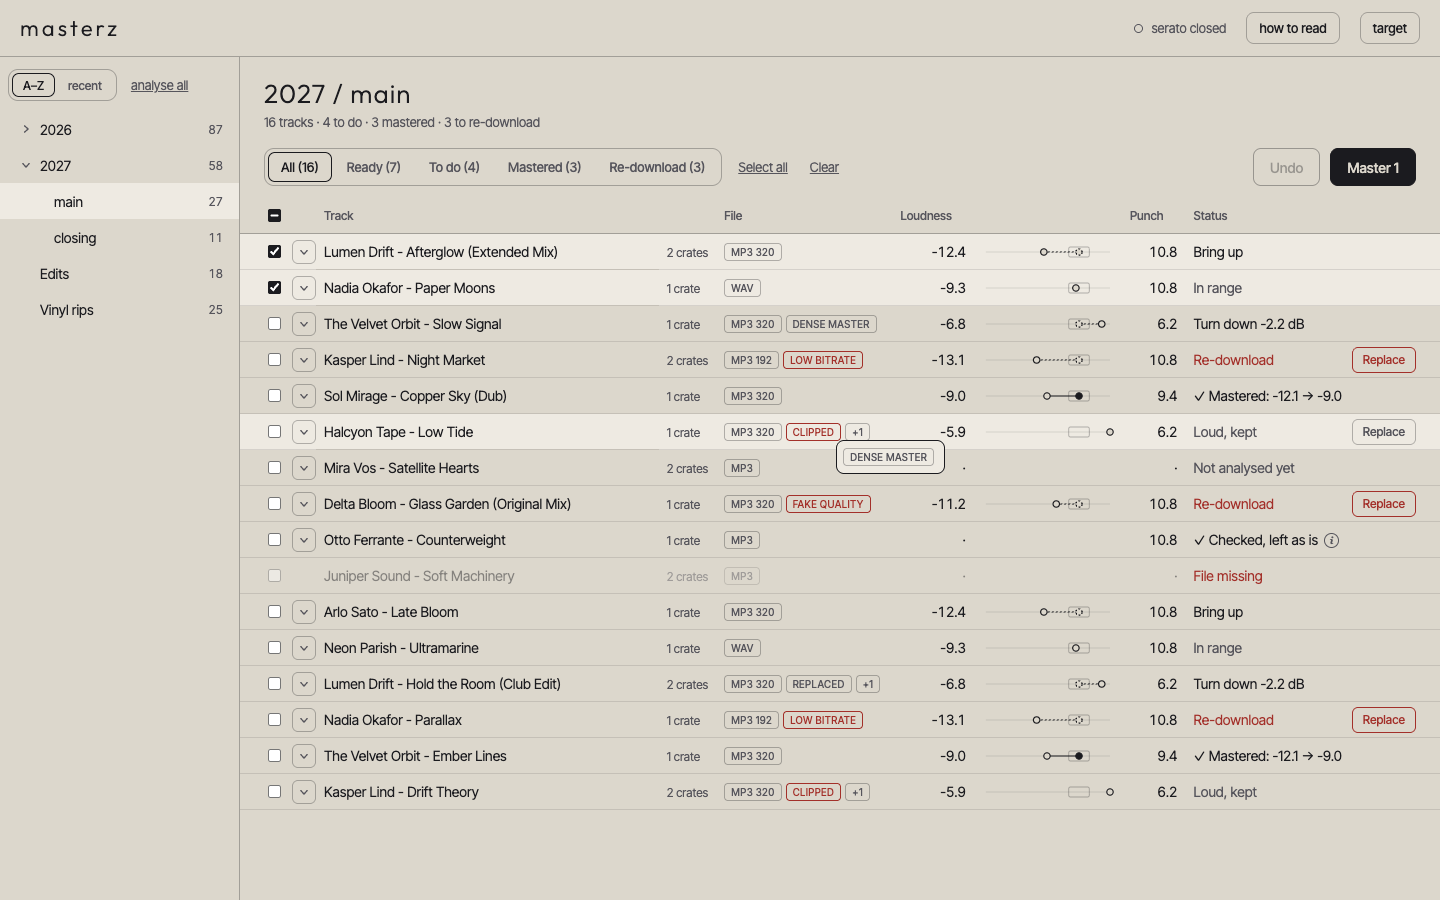 masterz
serato closed
how to read
target
A–Z
recent
analyse all
2026 87
2027 58
main 27
closing 11
Edits 18
Vinyl rips 25
2027 / main
16 tracks · 4 to do · 3 mastered · 3 to re-download
All (16) Ready (7) To do (4) Mastered (3) Re-download (3) Select all Clear Undo Master 1
Track File Loudness Punch Status
Lumen Drift - Afterglow (Extended Mix) 2 crates MP3 320 -12.4 10.8 Bring up
Nadia Okafor - Paper Moons 1 crate WAV -9.3 10.8 In range
The Velvet Orbit - Slow Signal 1 crate MP3 320 DENSE MASTER -6.8 6.2 Turn down -2.2 dB
Kasper Lind - Night Market 2 crates MP3 192 LOW BITRATE -13.1 10.8 Re-download Replace
Sol Mirage - Copper Sky (Dub) 1 crate MP3 320 -9.0 9.4 ✓ Mastered: -12.1 → -9.0
Halcyon Tape - Low Tide 1 crate MP3 320 CLIPPED +1 -5.9 6.2 Loud, kept Replace
DENSE MASTER
Mira Vos - Satellite Hearts 2 crates MP3 · · Not analysed yet
Delta Bloom - Glass Garden (Original Mix) 1 crate MP3 320 FAKE QUALITY -11.2 10.8 Re-download Replace
Otto Ferrante - Counterweight 1 crate MP3 · 10.8 ✓ Checked, left as is i
Juniper Sound - Soft Machinery 2 crates MP3 · · File missing
Arlo Sato - Late Bloom 1 crate MP3 320 -12.4 10.8 Bring up
Neon Parish - Ultramarine 1 crate WAV -9.3 10.8 In range
Lumen Drift - Hold the Room (Club Edit) 2 crates MP3 320 REPLACED +1 -6.8 6.2 Turn down -2.2 dB
Nadia Okafor - Parallax 1 crate MP3 192 LOW BITRATE -13.1 10.8 Re-download Replace
The Velvet Orbit - Ember Lines 1 crate MP3 320 -9.0 9.4 ✓ Mastered: -12.1 → -9.0
Kasper Lind - Drift Theory 2 crates MP3 320 CLIPPED +1 -5.9 6.2 Loud, kept